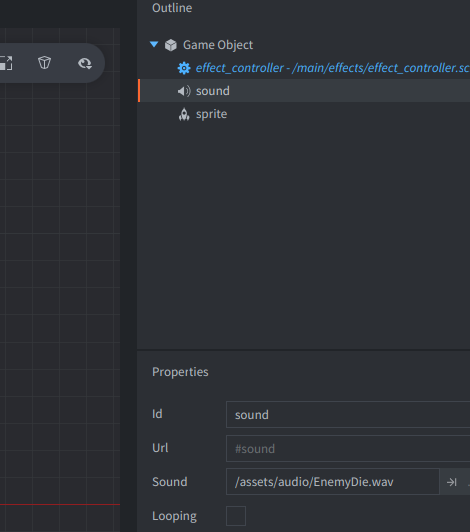 Outline
Game Object
effect_controller - /main/effects/effect_controller.sc
sound
sprite
Properties
Id
sound
Url
#sound
Sound
/assets/audio/EnemyDie.wav
Looping